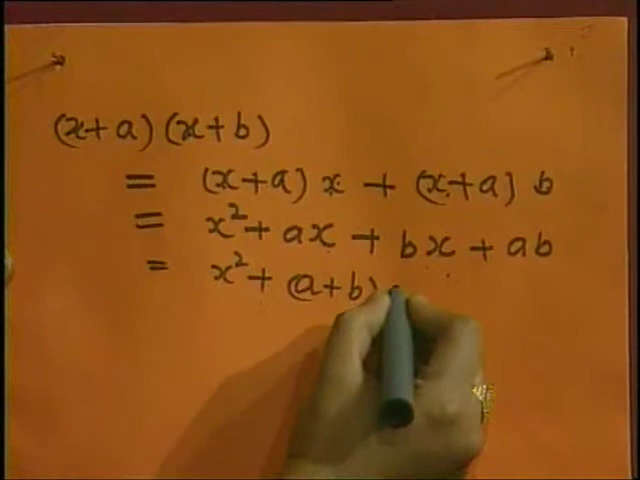 (x+a)(x+b)
= (x+a) x + (x+a) b
= x² + ax + bx + ab
= x² + (a+b)